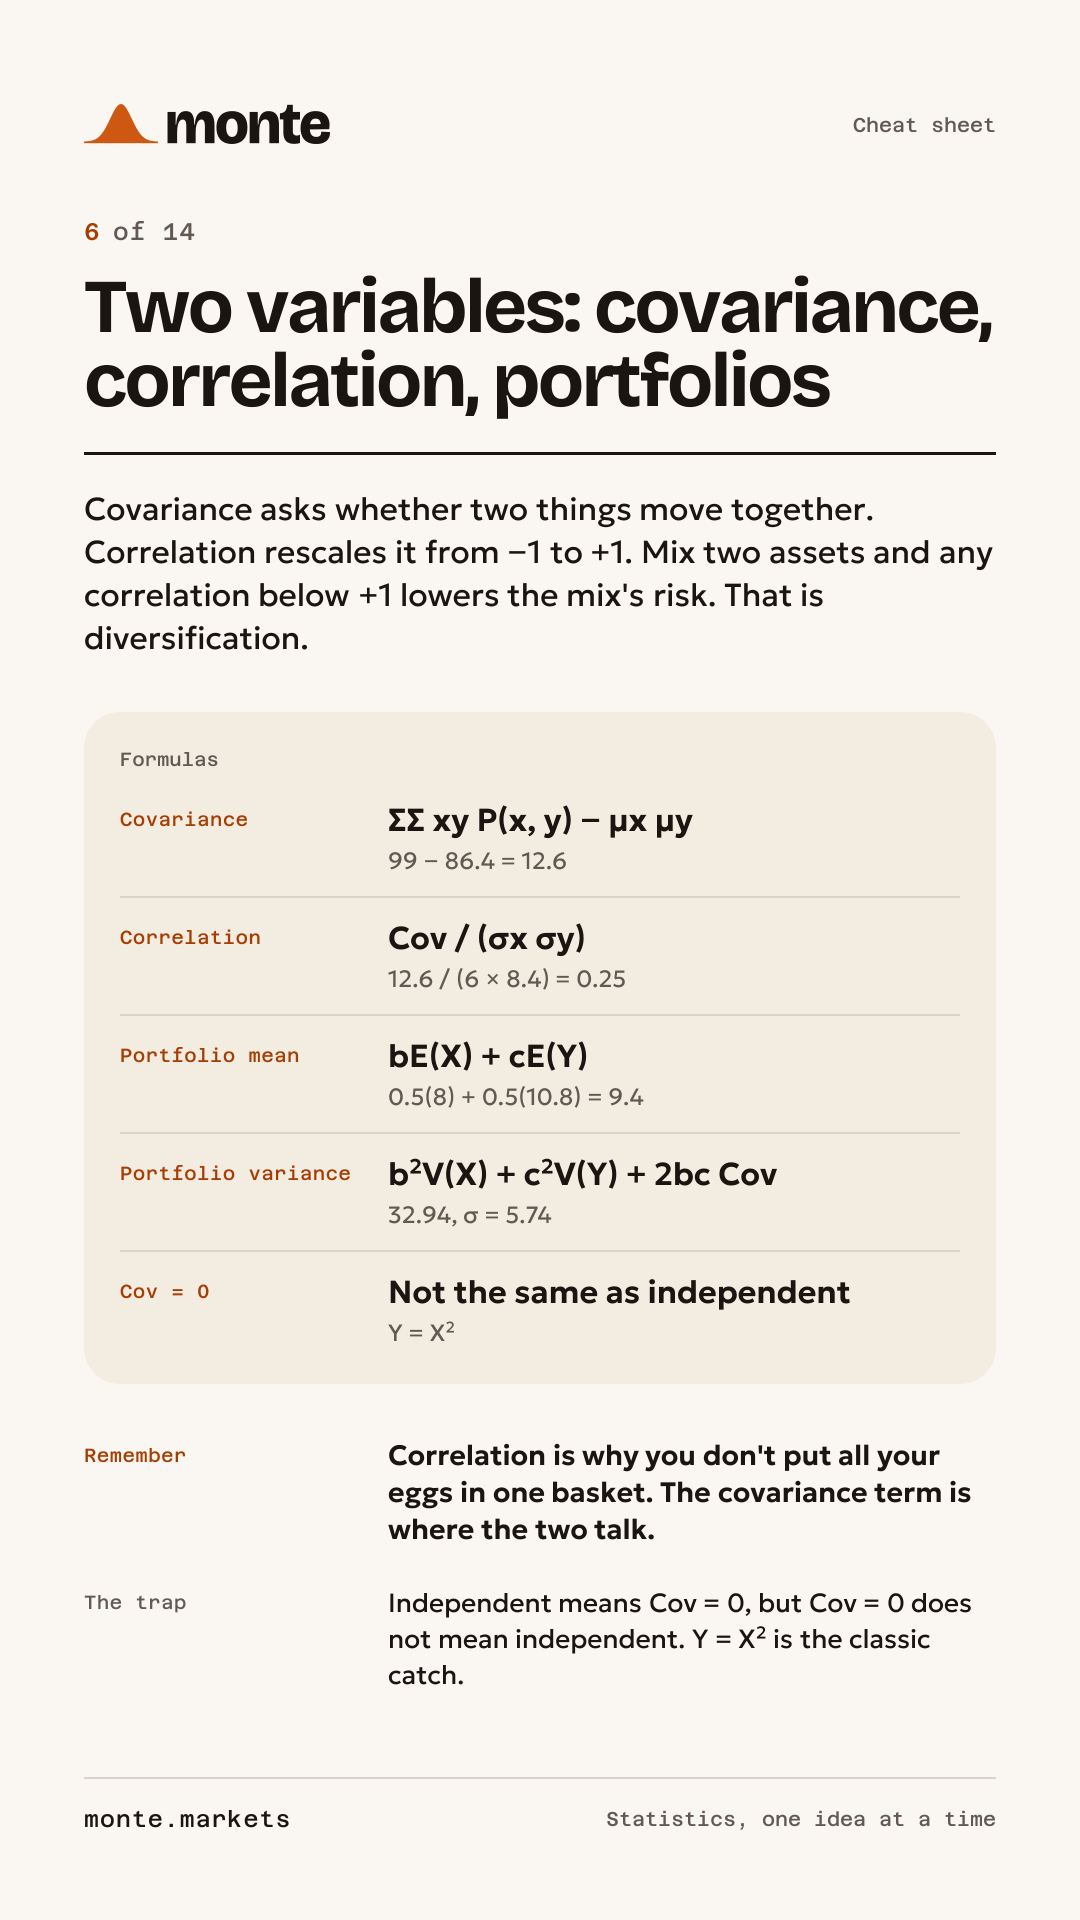 monte
Cheat sheet
6 of 14
Two variables: covariance,
correlation, portfolios
Covariance asks whether two things move together.
Correlation rescales it from −1 to +1. Mix two assets and any
correlation below +1 lowers the mix's risk. That is
diversification.
Formulas
Covariance
ΣΣ xy P(x, y) − μx μy
99 − 86.4 = 12.6
Correlation
Cov / (σx σy)
12.6 / (6 × 8.4) = 0.25
Portfolio mean
bE(X) + cE(Y)
0.5(8) + 0.5(10.8) = 9.4
Portfolio variance
b²V(X) + c²V(Y) + 2bc Cov
32.94, σ = 5.74
Cov = 0
Not the same as independent
Y = X²
Remember
Correlation is why you don't put all your
eggs in one basket. The covariance term is
where the two talk.
The trap
Independent means Cov = 0, but Cov = 0 does
not mean independent. Y = X² is the classic
catch.
monte.markets
Statistics, one idea at a time